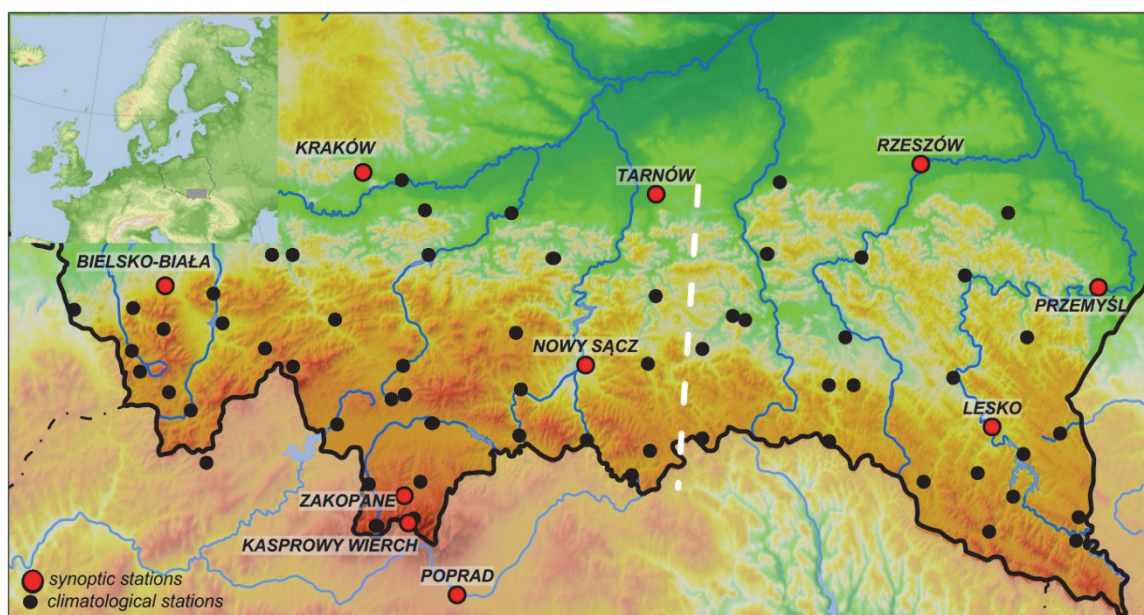 KRAKÓW
RZESZÓW
TARNÓW
BIELSKO-BIAŁA
PRZEMYŚL
NOWY SĄCZ
LESKO
ZAKOPANE
KASPROWY WIERCH
POPRAD
synoptic stations
climatological stations